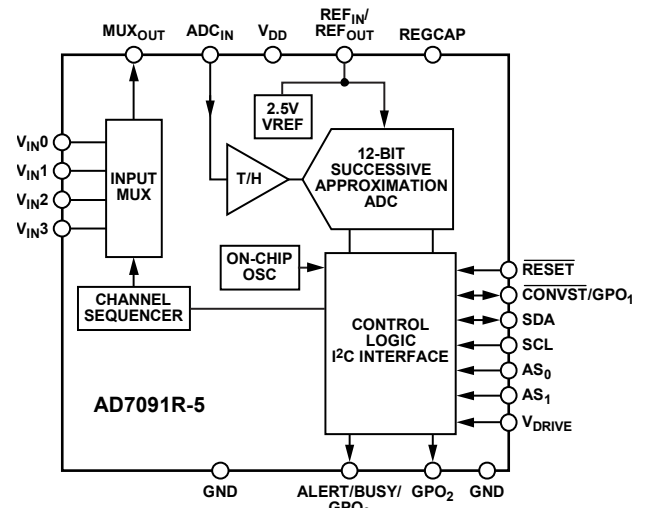 MUXOUT
ADCIN
VDD
REFIN/
REFOUT
REGCAP
2.5V
VREF
VIN0
VIN1
VIN2
VIN3
INPUT
MUX
T/H
12-BIT
SUCCESSIVE
APPROXIMATION
ADC
ON-CHIP
OSC
CHANNEL
SEQUENCER
CONTROL
LOGIC
I2C INTERFACE
RESET
CONVST/GPO1
SDA
SCL
AS0
AS1
VDRIVE
AD7091R-5
GND
ALERT/BUSY/
GPO2
GND